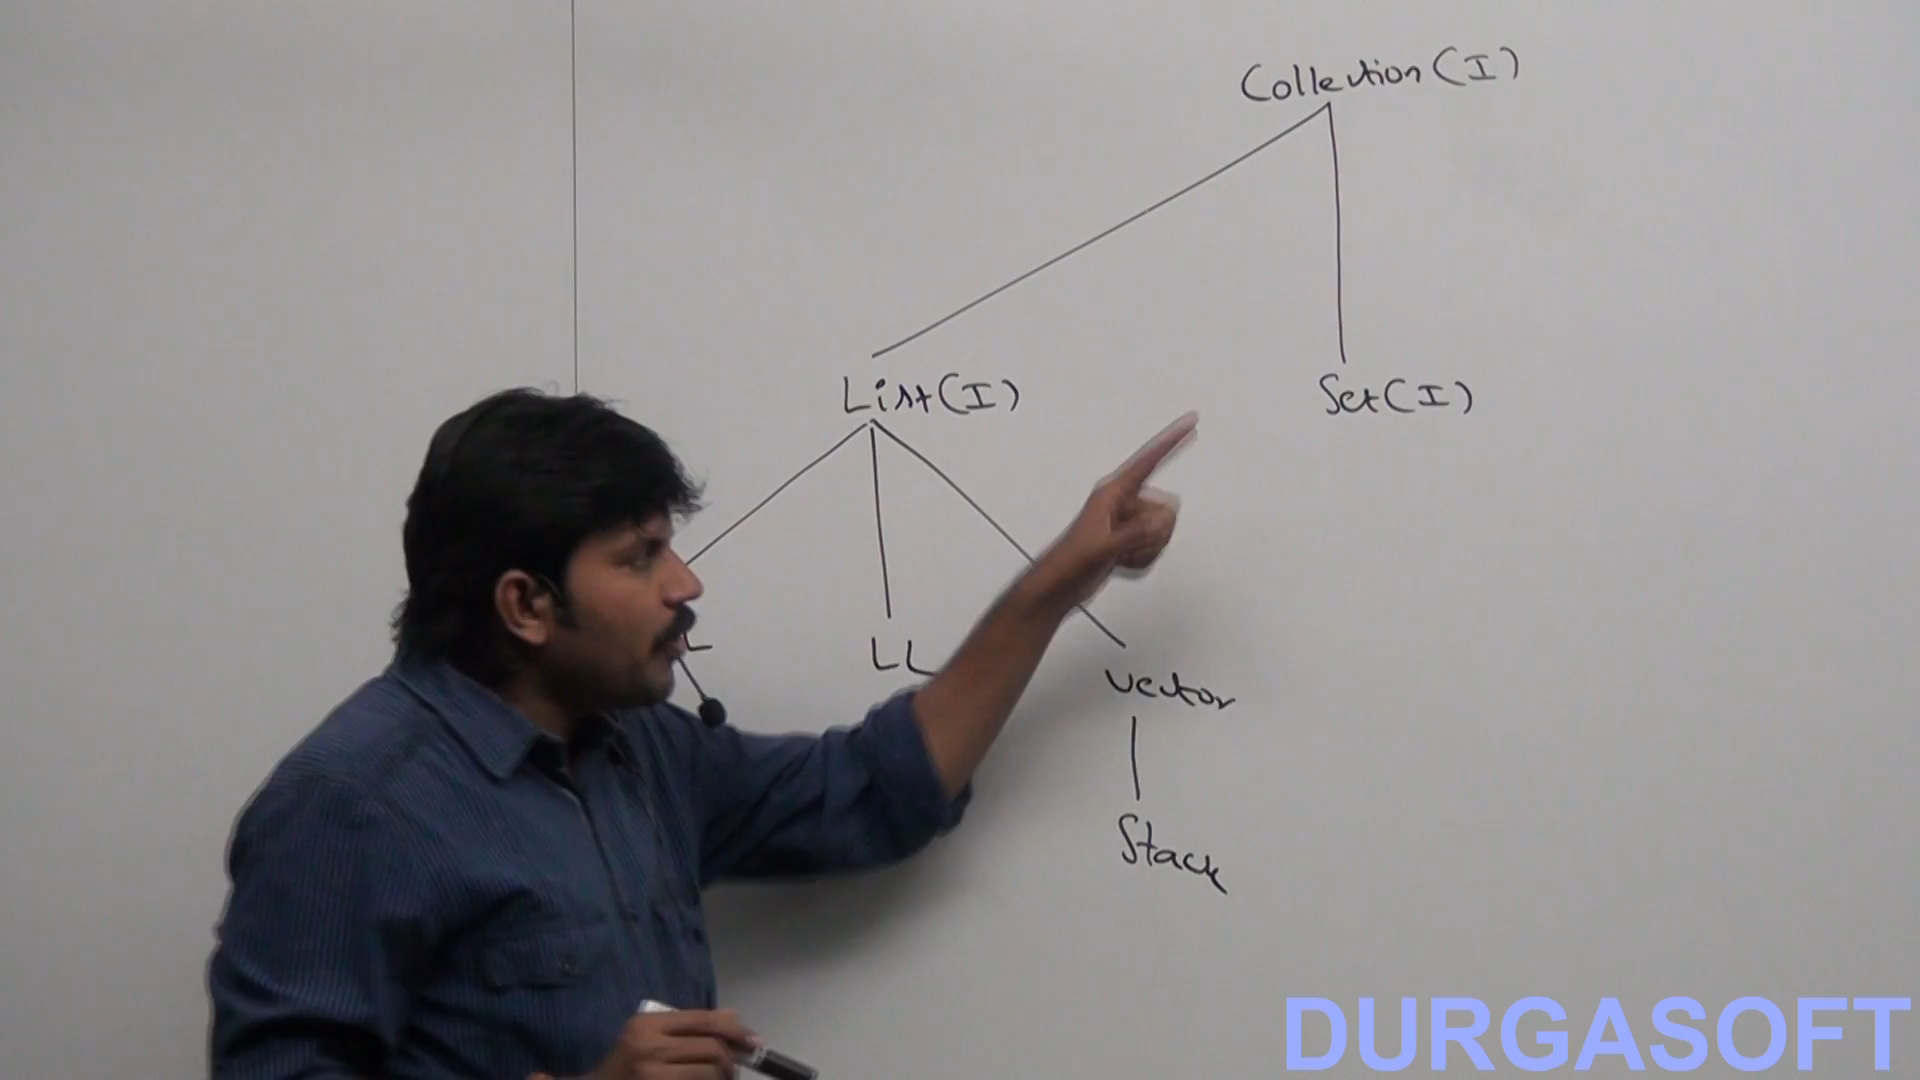 Collection (I)
List (I)
Set (I)
L
LL
vector
Stack
DURGASOFT